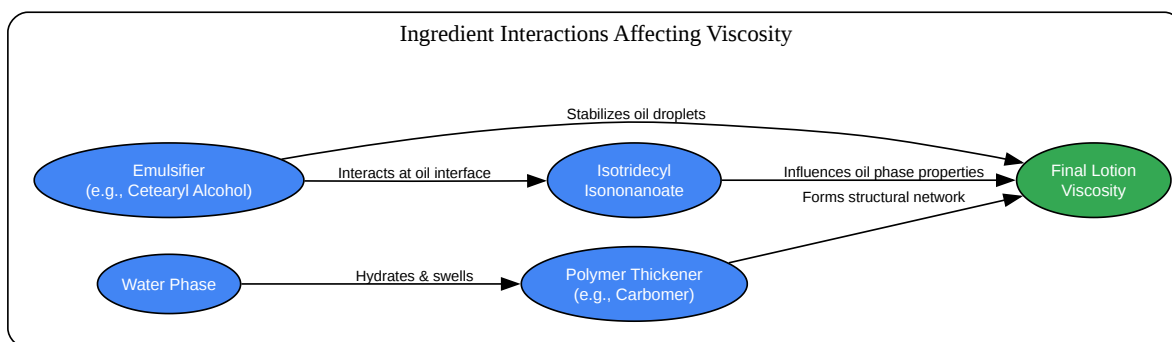 Ingredient Interactions Affecting Viscosity
Stabilizes oil droplets
Emulsifier
(e.g., Cetearyl Alcohol)
Interacts at oil interface
Isotridecyl
Isononanoate
Influences oil phase properties
Final Lotion
Viscosity
Forms structural network
Water Phase
Hydrates & swells
Polymer Thickener
(e.g., Carbomer)